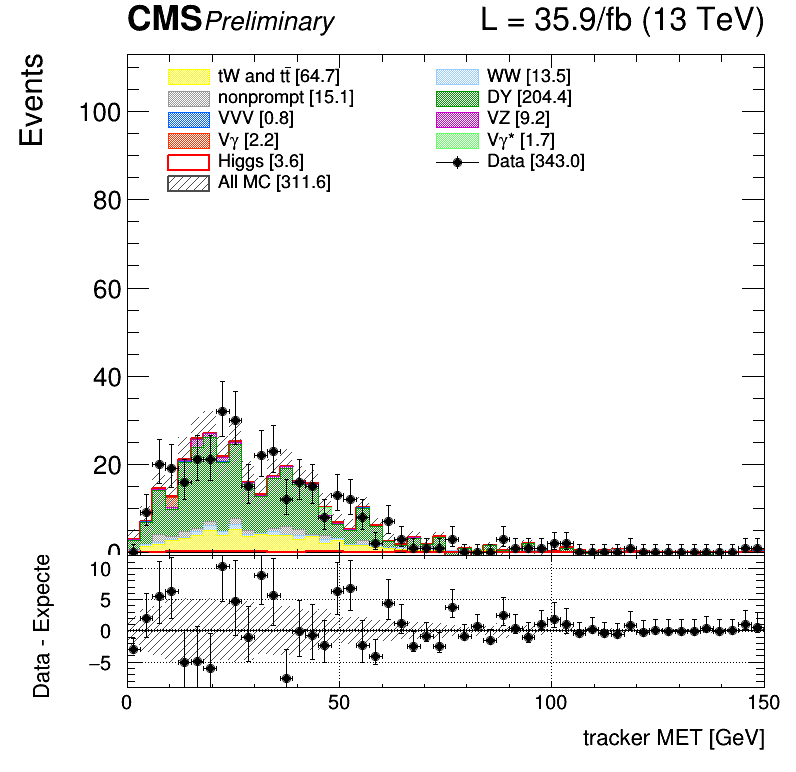 CMS Preliminary L = 35.9/fb (13 TeV)
Events
tW and tt̄ [64.7]
nonprompt [15.1]
VVV [0.8]
Vγ [2.2]
Higgs [3.6]
All MC [311.6]
WW [13.5]
DY [204.4]
VZ [9.2]
Vγ* [1.7]
Data [343.0]
100
80
60
40
20
0
Data - Expecte
10
5
0
−5
0 50 100 150
tracker MET [GeV]